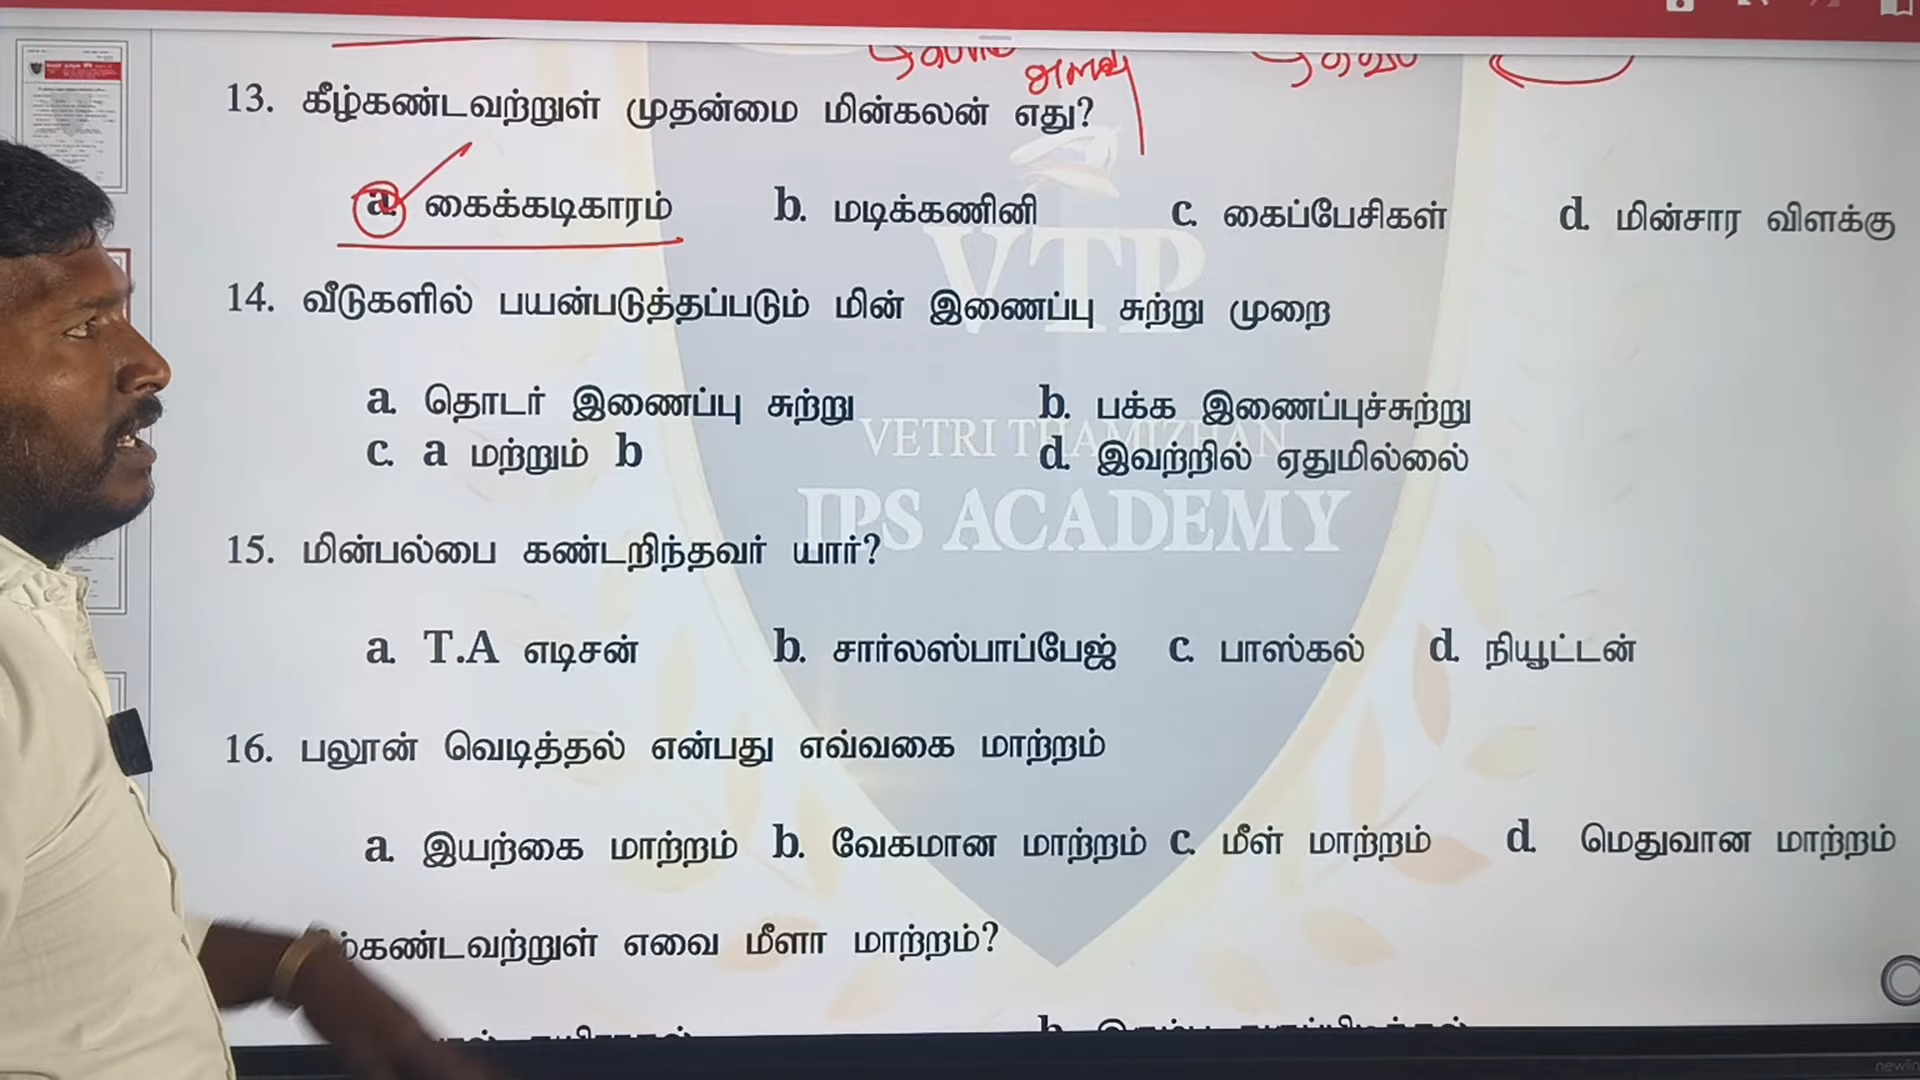 அளவு
13. கீழ்கண்டவற்றுள் முதன்மை மின்கலன் எது?
a. கைக்கடிகாரம் b. மடிக்கணினி c. கைப்பேசிகள் d. மின்சார விளக்கு
VTP
14. வீடுகளில் பயன்படுத்தப்படும் மின் இணைப்பு சுற்று முறை
a. தொடர் இணைப்பு சுற்று b. பக்க இணைப்புச்சுற்று
VETRI THAMIZHAN
c. a மற்றும் b d. இவற்றில் ஏதுமில்லை
IPS ACADEMY
15. மின்பல்பை கண்டறிந்தவர் யார்?
a. T.A எடிசன் b. சார்லஸ்பாப்பேஜ் c. பாஸ்கல் d. நியூட்டன்
16. பலூன் வெடித்தல் என்பது எவ்வகை மாற்றம்
a. இயற்கை மாற்றம் b. வேகமான மாற்றம் c. மீள் மாற்றம் d. மெதுவான மாற்றம்
எவை மீளா மாற்றம்?
b.